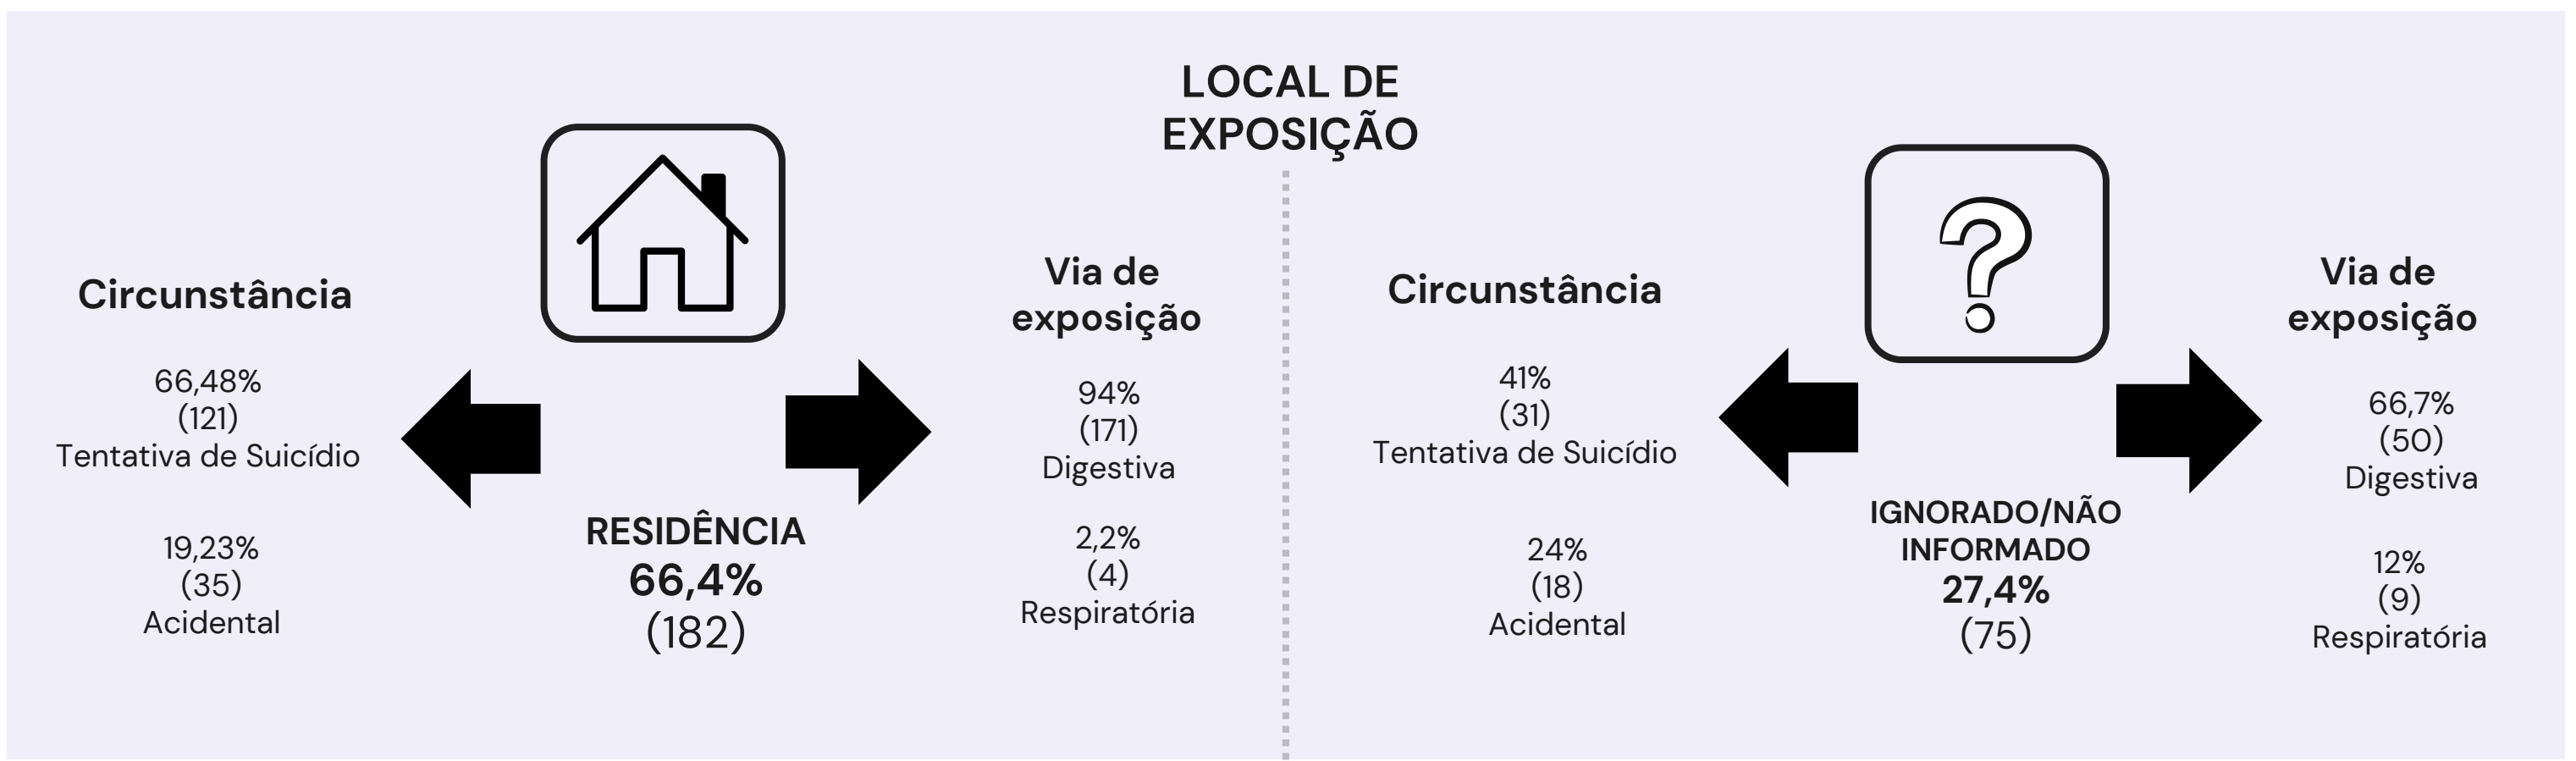 LOCAL DE
EXPOSIÇÃO
Circunstância
66,48%
(121)
Tentativa de Suicídio
19,23%
(35)
Acidental
RESIDÊNCIA
66,4%
(182)
Via de
exposição
94%
(171)
Digestiva
2,2%
(4)
Respiratória
Circunstância
41%
(31)
Tentativa de Suicídio
24%
(18)
Acidental
?
IGNORADO/NÃO
INFORMADO
27,4%
(75)
Via de
exposição
66,7%
(50)
Digestiva
12%
(9)
Respiratória